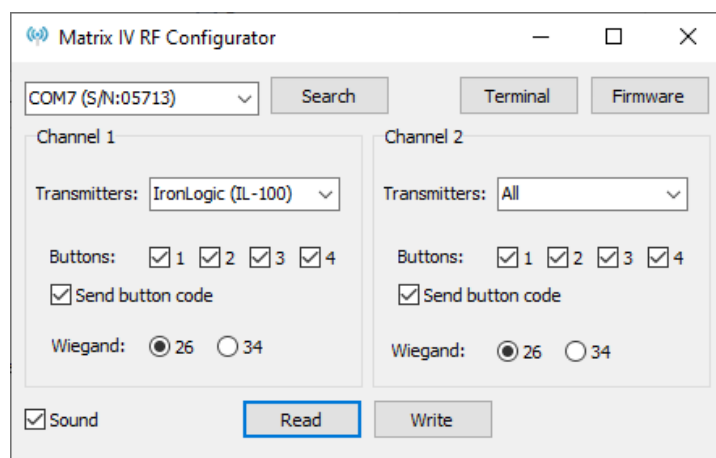 Matrix IV RF Configurator
COM7 (S/N:05713) Search Terminal Firmware
Channel 1
Transmitters: IronLogic (IL-100)
Buttons: 1 2 3 4
Send button code
Wiegand: 26 34
Channel 2
Transmitters: All
Buttons: 1 2 3 4
Send button code
Wiegand: 26 34
Sound Read Write